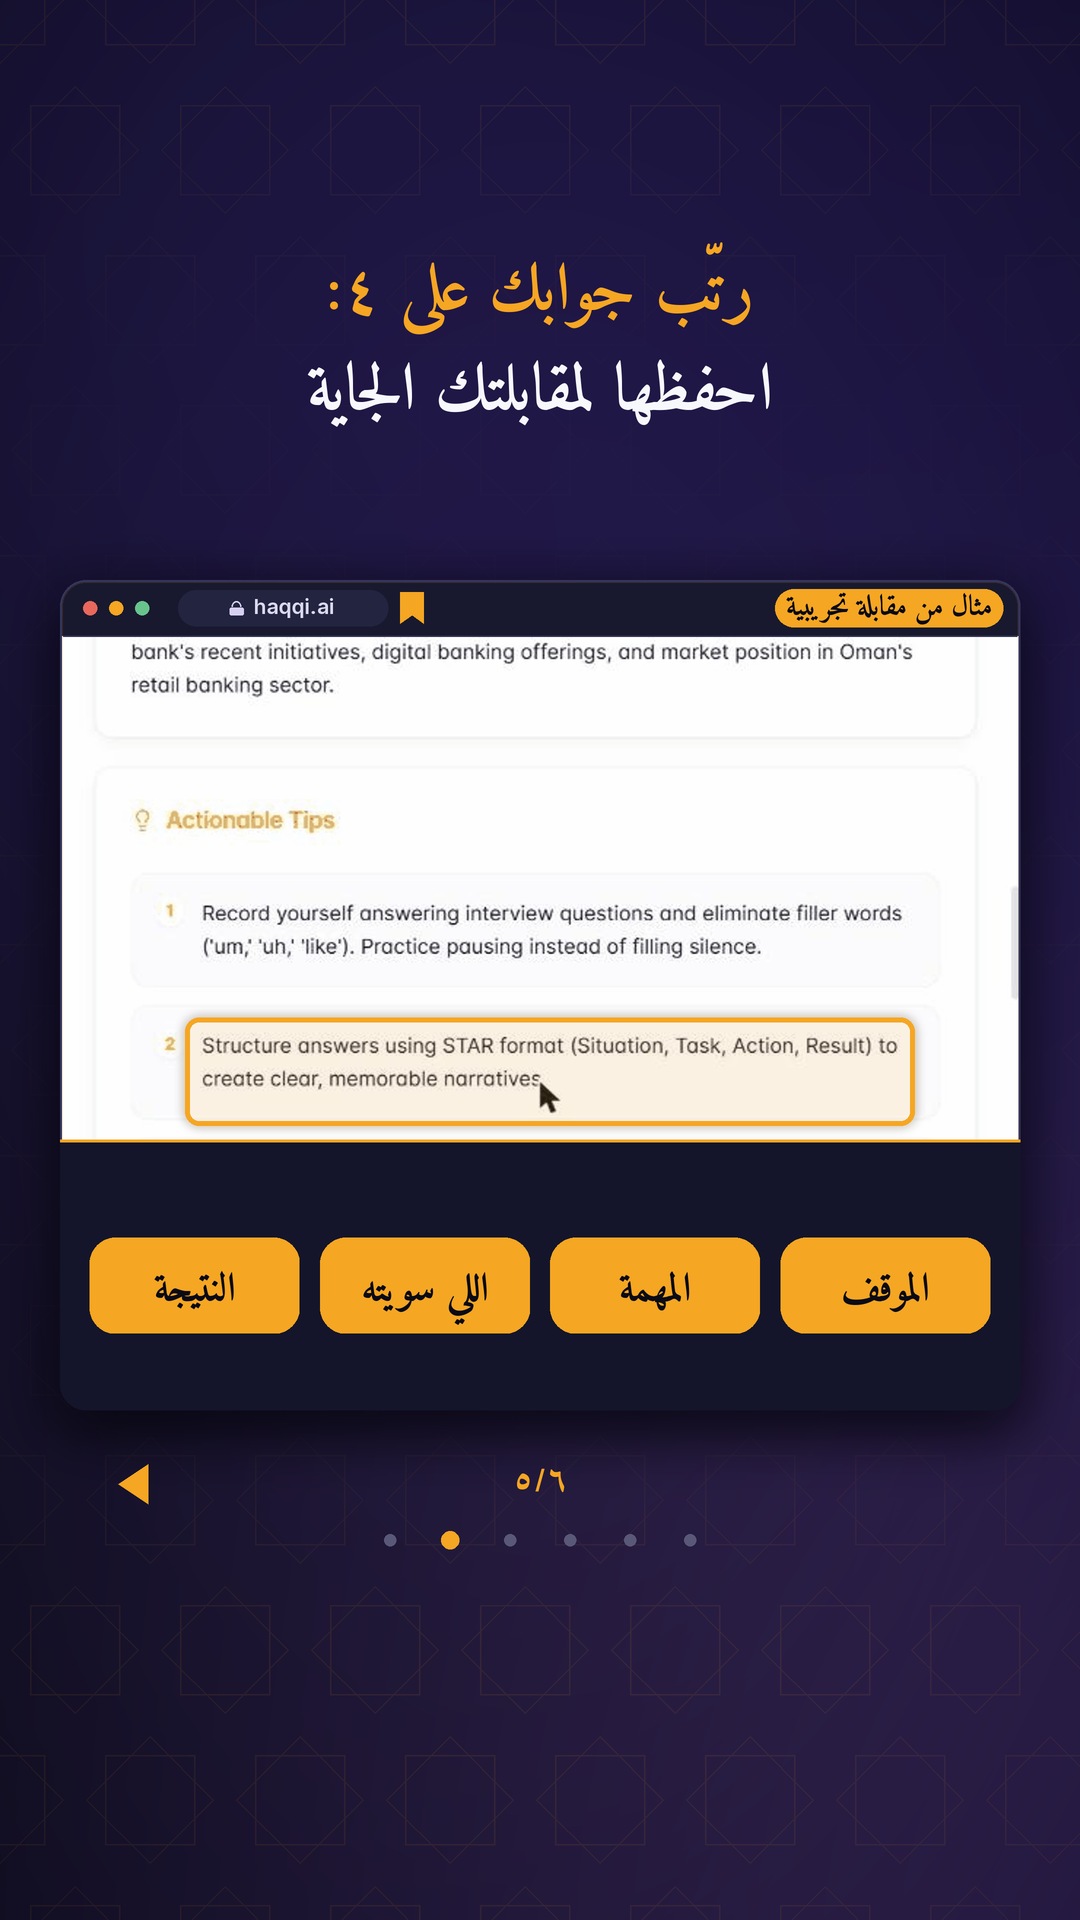 رتّب جوابك على ٤:
احفظها لمقابلتك الجاية
haqqi.ai
مثال من مقابلة تجريبية
bank's recent initiatives, digital banking offerings, and market position in Oman's
retail banking sector.
Actionable Tips
1
Record yourself answering interview questions and eliminate filler words
('um,' 'uh,' 'like'). Practice pausing instead of filling silence.
2
Structure answers using STAR format (Situation, Task, Action, Result) to
create clear, memorable narratives
الموقف
المهمة
اللي سويته
النتيجة
٥/٦